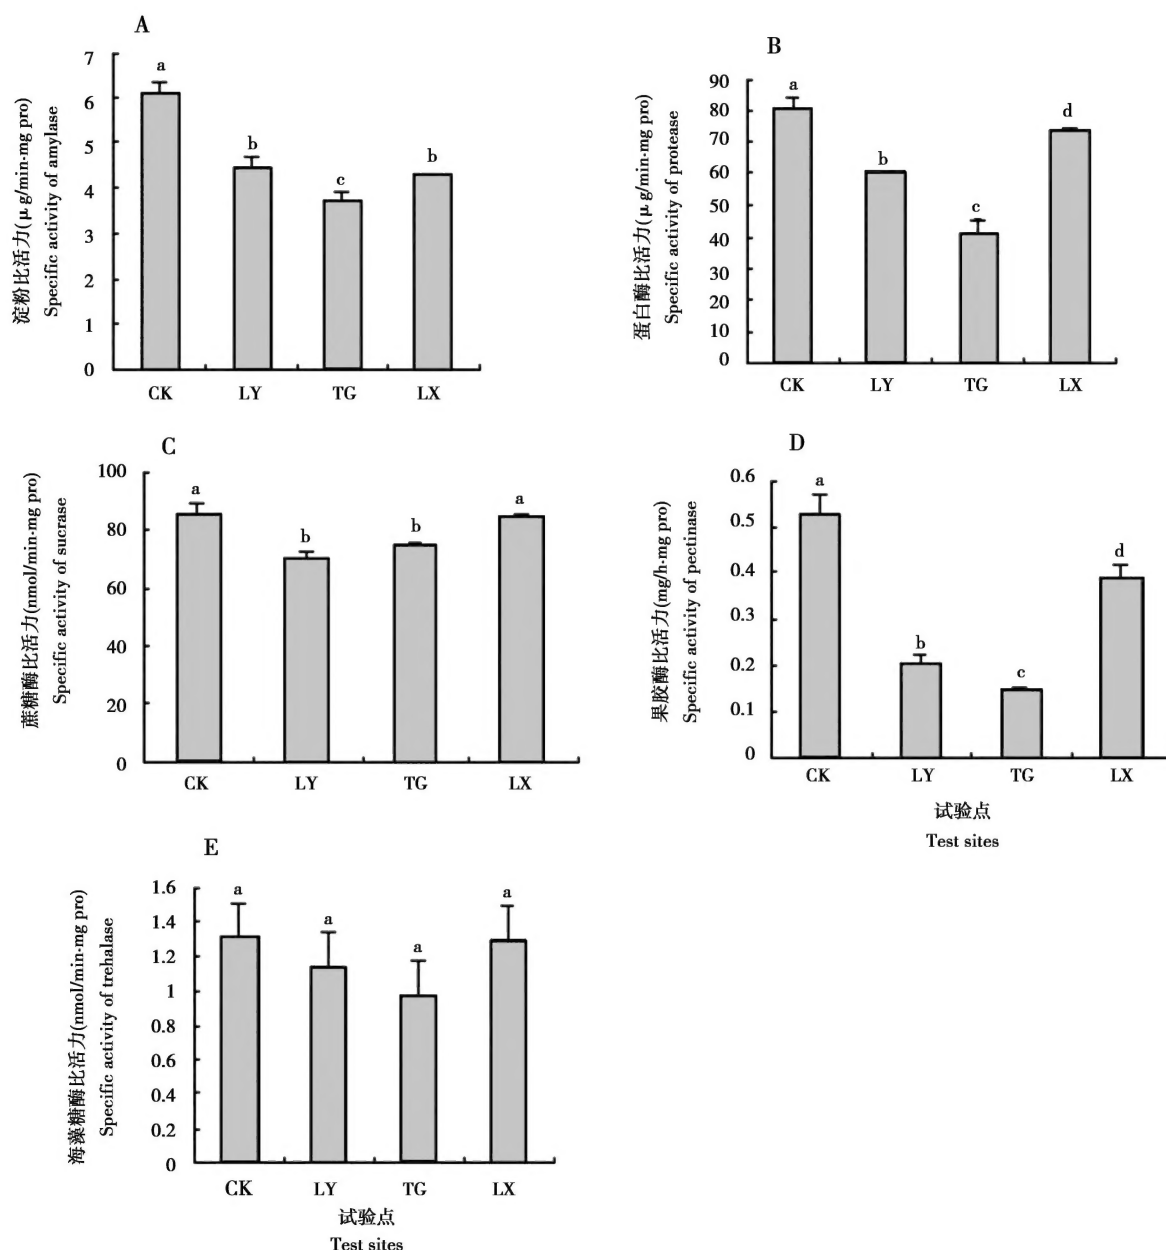 A
淀粉比活力(μg/min·mg pro)
Specific activity of amylase
7
6
5
4
3
2
1
0
a
b
c
b
CK LY TG LX
B
蛋白酶比活力(μg/min·mg pro)
Specific activity of protease
90
80
70
60
50
40
30
20
10
0
a
b
c
d
CK LY TG LX
C
蔗糖酶比活力(nmol/min·mg pro)
Specific activity of sucrase
100
80
60
40
20
0
a
b
b
a
CK LY TG LX
D
果胶酶比活力(mg/h·mg pro)
Specific activity of pectinase
0.6
0.5
0.4
0.3
0.2
0.1
0
a
b
c
d
CK LY TG LX
试验点
Test sites
E
海藻糖酶比活力(nmol/min·mg pro)
Specific activity of trehalase
1.6
1.4
1.2
1
0.8
0.6
0.4
0.2
0
a
a
a
a
CK LY TG LX
试验点
Test sites